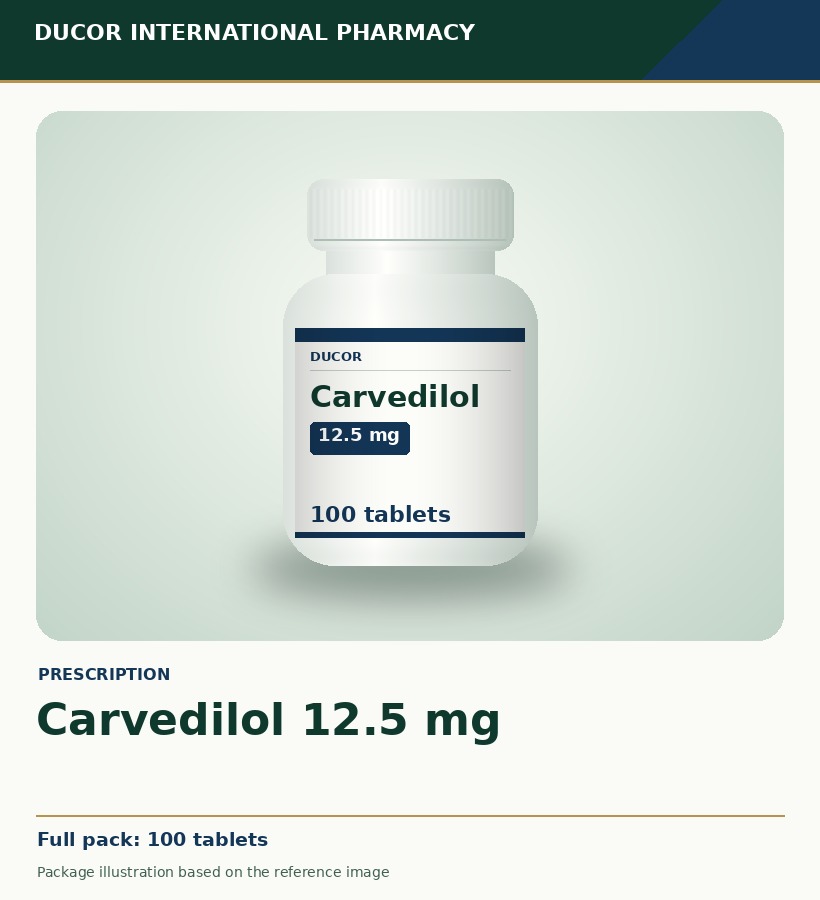 DUCOR INTERNATIONAL PHARMACY
DUCOR
Carvedilol
12.5 mg
100 tablets
PRESCRIPTION
Carvedilol 12.5 mg
Full pack: 100 tablets
Package illustration based on the reference image